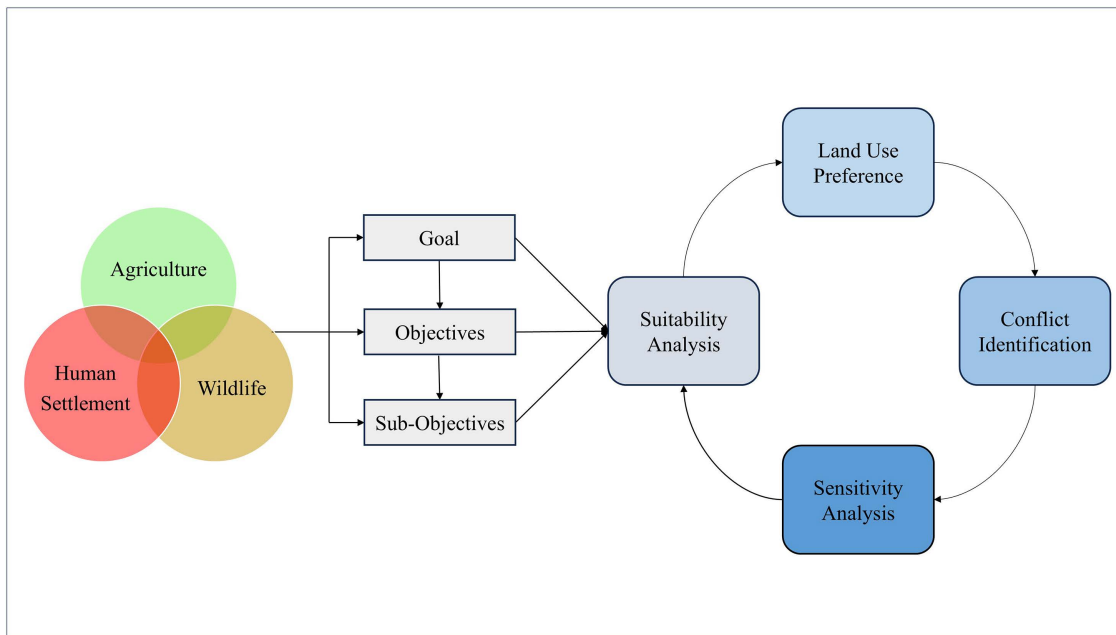 Agriculture
Human
Settlement
Wildlife
Goal
Objectives
Sub-Objectives
Suitability
Analysis
Land Use
Preference
Conflict
Identification
Sensitivity
Analysis